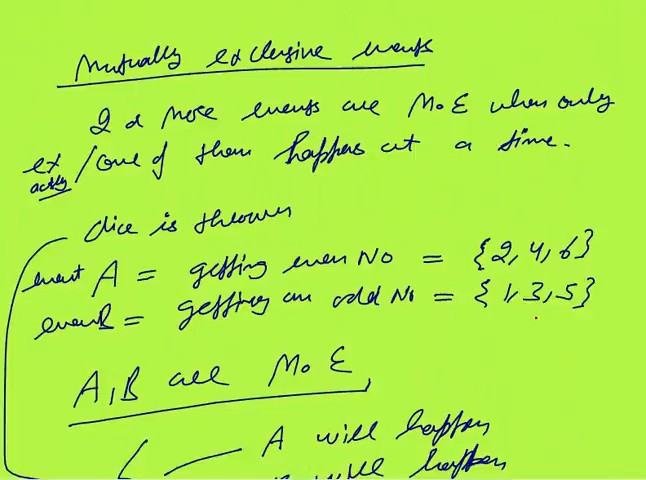 Mutually exclusive events
2 or more events are M.E when only
exactly / one of them happens at a time.
dice is thrown
event A = getting even No = {2, 4, 6}
event B = getting an odd No = {1, 3, 5}
A, B are M.E,
A will happen
B will happen